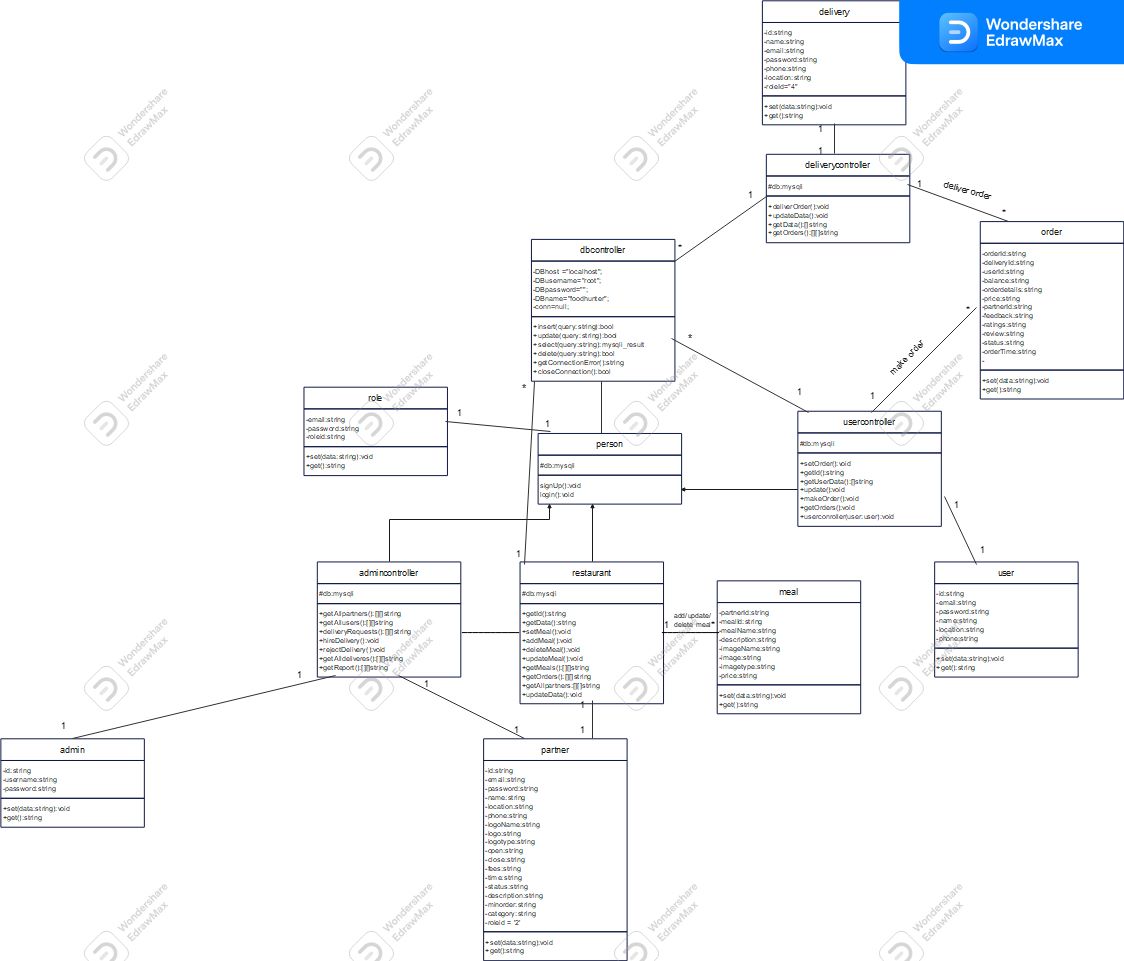 delivery
-id:string
-name:string
-email:string
-password:string
-phone:string
-location:string
-roleId="4"
+set(data:string):void
+get():string
Wondershare
EdrawMax
1
1
deliverycontroller
#db:mysqli
+deliverOrder():void
+updateData():void
+getData():[]string
+getOrders():[][]string
1
deliver order
*
1
*
order
-orderId:string
-deliveryId:string
-userId:string
-balance:string
-orderdetails:string
-price:string
-partnerId:string
-feedback:string
-ratings:string
-review:string
-status:string
-orderTime:string
-
+set(data:string):void
+get():string
dbcontroller
-DBhost ="localhost";
-DBusername="root";
-DBpassword="";
-DBname="foodhunter";
-conn=null;
+insert(query:string):bool
+update(query:string):bool
+select(query:string):mysqli_result
+delete(query:string):bool
+getConnectionError():string
+closeConnection():bool
*
1
*
make order
1
*
1
role
-email:string
-password:string
-roleid:string
+set(data:string):void
+get():string
1
1
person
#db:mysqli
signUp():void
login():void
usercontroller
#db:mysqli
+setOrder():void
+getId():string
+getUserData():[]string
+update():void
+makeOrder():void
+getOrders():void
+userconroller(user:user):void
1
1
user
-id:string
-email:string
-password:string
-name:string
-location:string
-phone:string
+set(data:string):void
+get():string
admincontroller
#db:mysqli
+getAllpartners():[][]string
+getAllusers():[][]string
+deliveryRequests():[][]string
+hireDelivery():void
+rejectDelivery():void
+getAlldeliveres():[][]string
+getReport():[][]string
restaurant
#db:mysqli
+getId():string
+getData():string
+setMeal():void
+addMeal():void
+deleteMeal():void
+updateMeal():void
+getMeals():[]string
+getOrders():[]string
+getAllpartners:[][]string
+updateData():void
1
add/update/
delete meal
*
meal
-partnerId:string
-mealId:string
-mealName:string
-description:string
-imageName:string
-image:string
-imagetype:string
-price:string
+set(data:string):void
+get():string
1
1
1
1
1
1
admin
-id:string
-username:string
-password:string
+set(data:string):void
+get():string
partner
-id:string
-email:string
-password:string
-name:string
-location:string
-phone:string
-logoName:string
-logo:string
-logotype:string
-open:string
-close:string
-fees:string
-time:string
-status:string
-description:string
-minorder:string
-category:string
-roleid = '2'
+set(data:string):void
+get():string